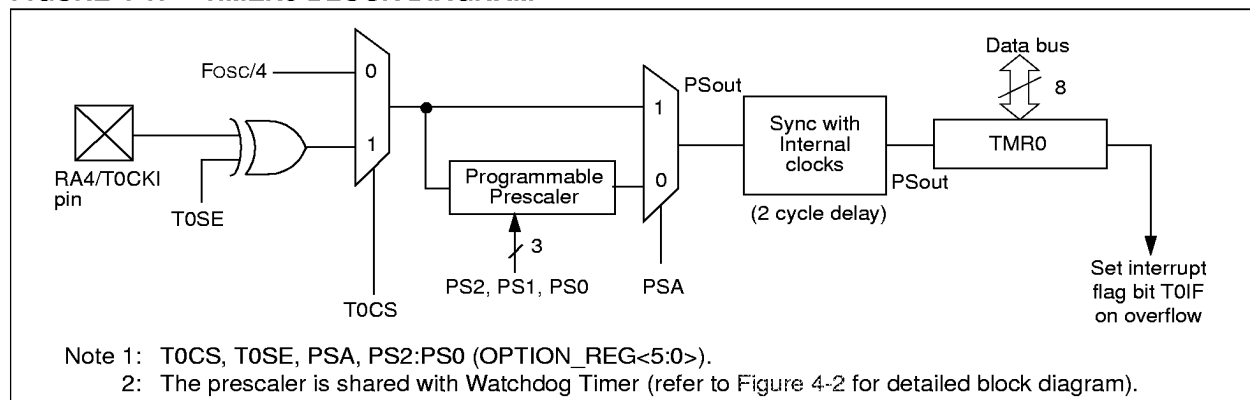 Data bus
8
FOSC/4
0
1
PSout
1
0
Sync with
Internal
clocks
(2 cycle delay)
PSout
TMR0
RA4/T0CKI
pin
T0SE
Programmable
Prescaler
3
PS2, PS1, PS0
PSA
T0CS
Set interrupt
flag bit T0IF
on overflow
Note 1: T0CS, T0SE, PSA, PS2:PS0 (OPTION_REG<5:0>).
2: The prescaler is shared with Watchdog Timer (refer to Figure 4-2 for detailed block diagram).